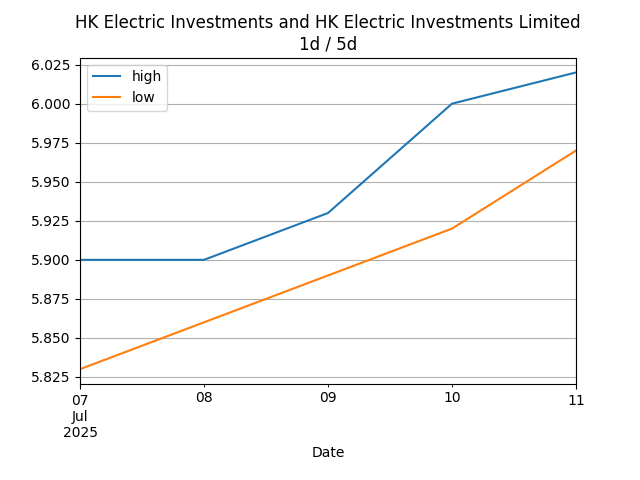 HK Electric Investments and HK Electric Investments Limited
1d / 5d
6.025
6.000
5.975
5.950
5.925
5.900
5.875
5.850
5.825
high
low
07
Jul
2025
08
09
10
11
Date